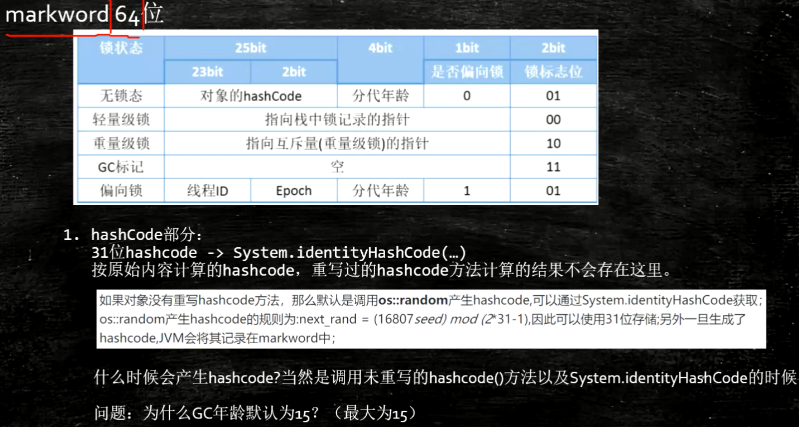 markword 64位
锁状态 25bit 4bit 1bit 2bit
23bit 2bit 是否偏向锁 锁标志位
无锁态 对象的hashCode 分代年龄 0 01
轻量级锁 指向栈中锁记录的指针 00
重量级锁 指向互斥量(重量级锁)的指针 10
GC标记 空 11
偏向锁 线程ID Epoch 分代年龄 1 01
1. hashCode部分：
31位hashcode -> System.identityHashCode(…)
按原始内容计算的hashcode，重写过的hashcode方法计算的结果不会存在这里。
如果对象没有重写hashcode方法，那么默认是调用os::random产生hashcode,可以通过System.identityHashCode获取；
os::random产生hashcode的规则为:next_rand = (16807seed) mod (2*31-1),因此可以使用31位存储;另外一旦生成了
hashcode,JVM会将其记录在markword中；
什么时候会产生hashcode?当然是调用未重写的hashcode()方法以及System.identityHashCode的时候
问题：为什么GC年龄默认为15？（最大为15）